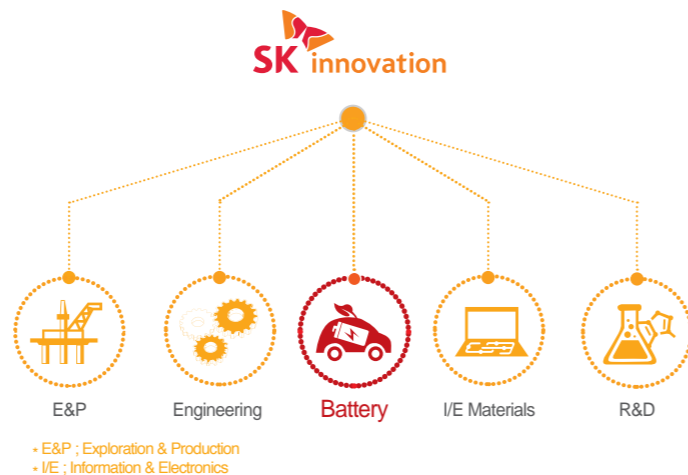 SK innovation
E&P Engineering Battery I/E Materials R&D
* E&P ; Exploration & Production
* I/E ; Information & Electronics